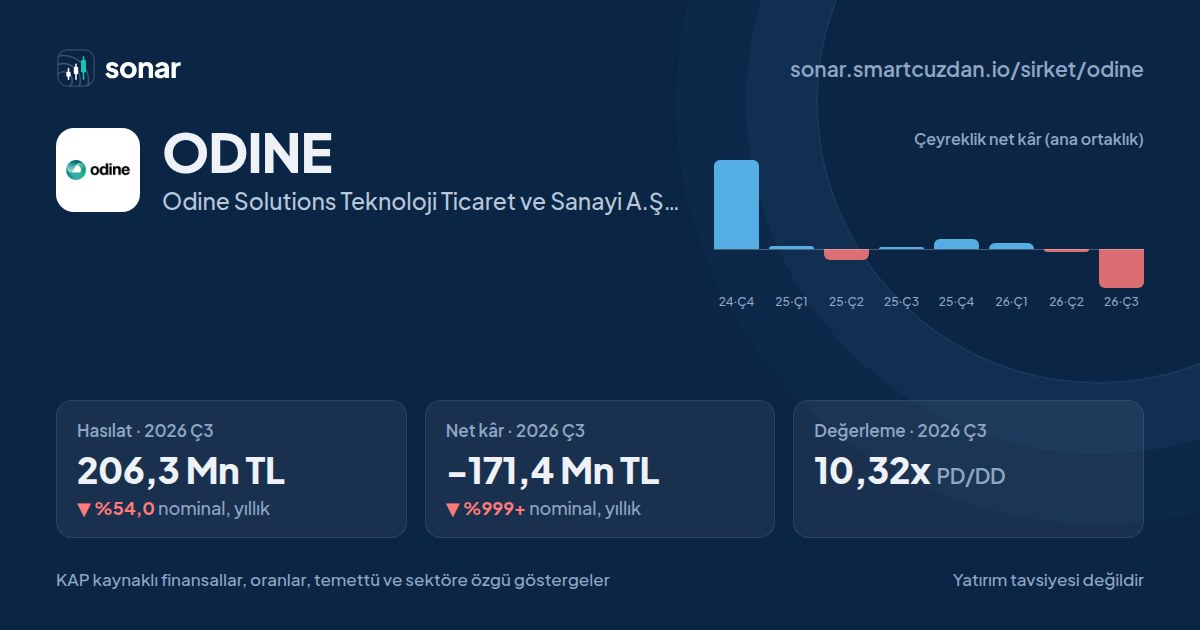 sonar
sonar.smartcuzdan.io/sirket/odine
odine
ODINE
Odine Solutions Teknoloji Ticaret ve Sanayi A.Ş...
Çeyreklik net kâr (ana ortaklık)
24·Ç4 25·Ç1 25·Ç2 25·Ç3 25·Ç4 26·Ç1 26·Ç2 26·Ç3
Hasılat · 2026 Ç3
206,3 Mn TL
▼ %54,0 nominal, yıllık
Net kâr · 2026 Ç3
-171,4 Mn TL
▼ %999+ nominal, yıllık
Değerleme · 2026 Ç3
10,32x PD/DD
KAP kaynaklı finansallar, oranlar, temettü ve sektöre özgü göstergeler
Yatırım tavsiyesi değildir